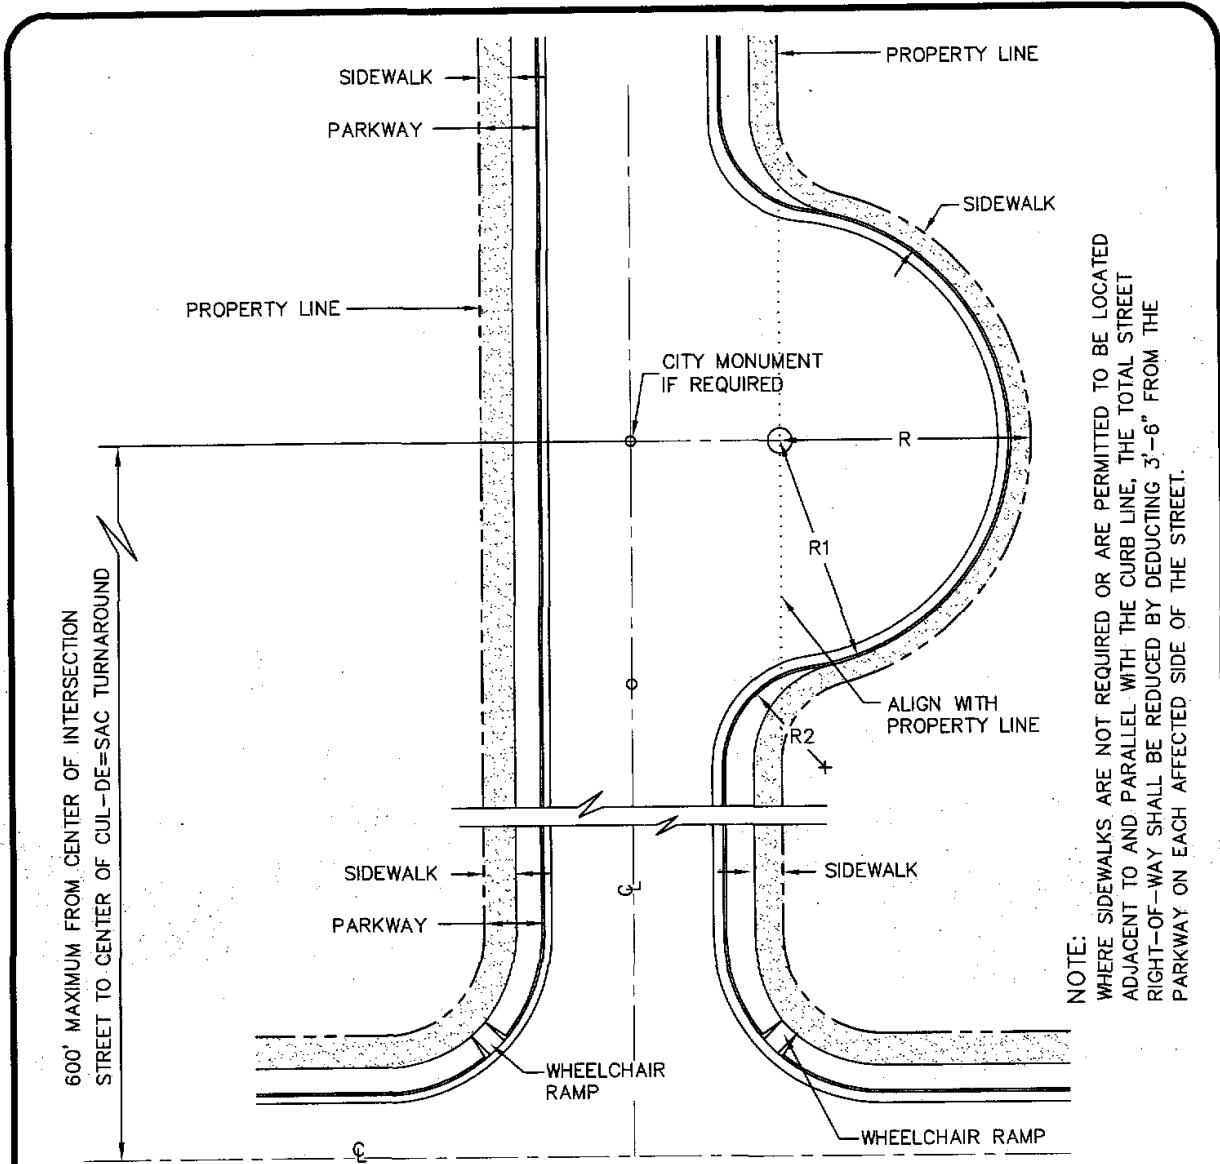 PROPERTY LINE
SIDEWALK
PARKWAY
SIDEWALK
PROPERTY LINE
CITY MONUMENT
IF REQUIRED
R
R1
ALIGN WITH
PROPERTY LINE
R2
SIDEWALK
SIDEWALK
℄
PARKWAY
WHEELCHAIR
RAMP
WHEELCHAIR RAMP
℄
600' MAXIMUM FROM CENTER OF INTERSECTION
STREET TO CENTER OF CUL-DE=SAC TURNAROUND
NOTE:
WHERE SIDEWALKS ARE NOT REQUIRED OR ARE PERMITTED TO BE LOCATED
ADJACENT TO AND PARALLEL WITH THE CURB LINE, THE TOTAL STREET
RIGHT-OF-WAY SHALL BE REDUCED BY DEDUCTING 3'-6" FROM THE
PARKWAY ON EACH AFFECTED SIDE OF THE STREET.